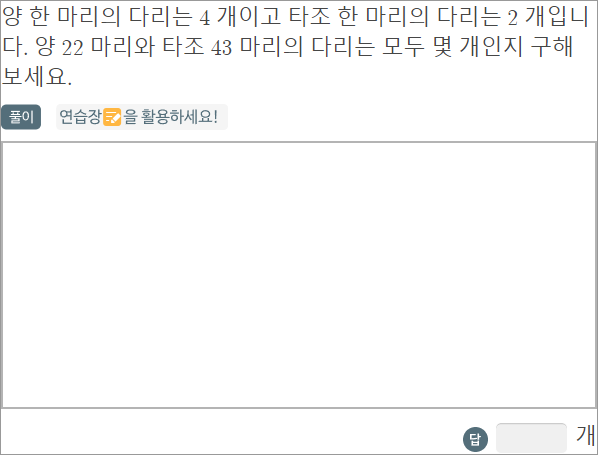 양 한 마리의 다리는 4 개이고 타조 한 마리의 다리는 2 개입니
다. 양 22 마리와 타조 43 마리의 다리는 모두 몇 개인지 구해
보세요.
풀이 연습장을 활용하세요!
답 개